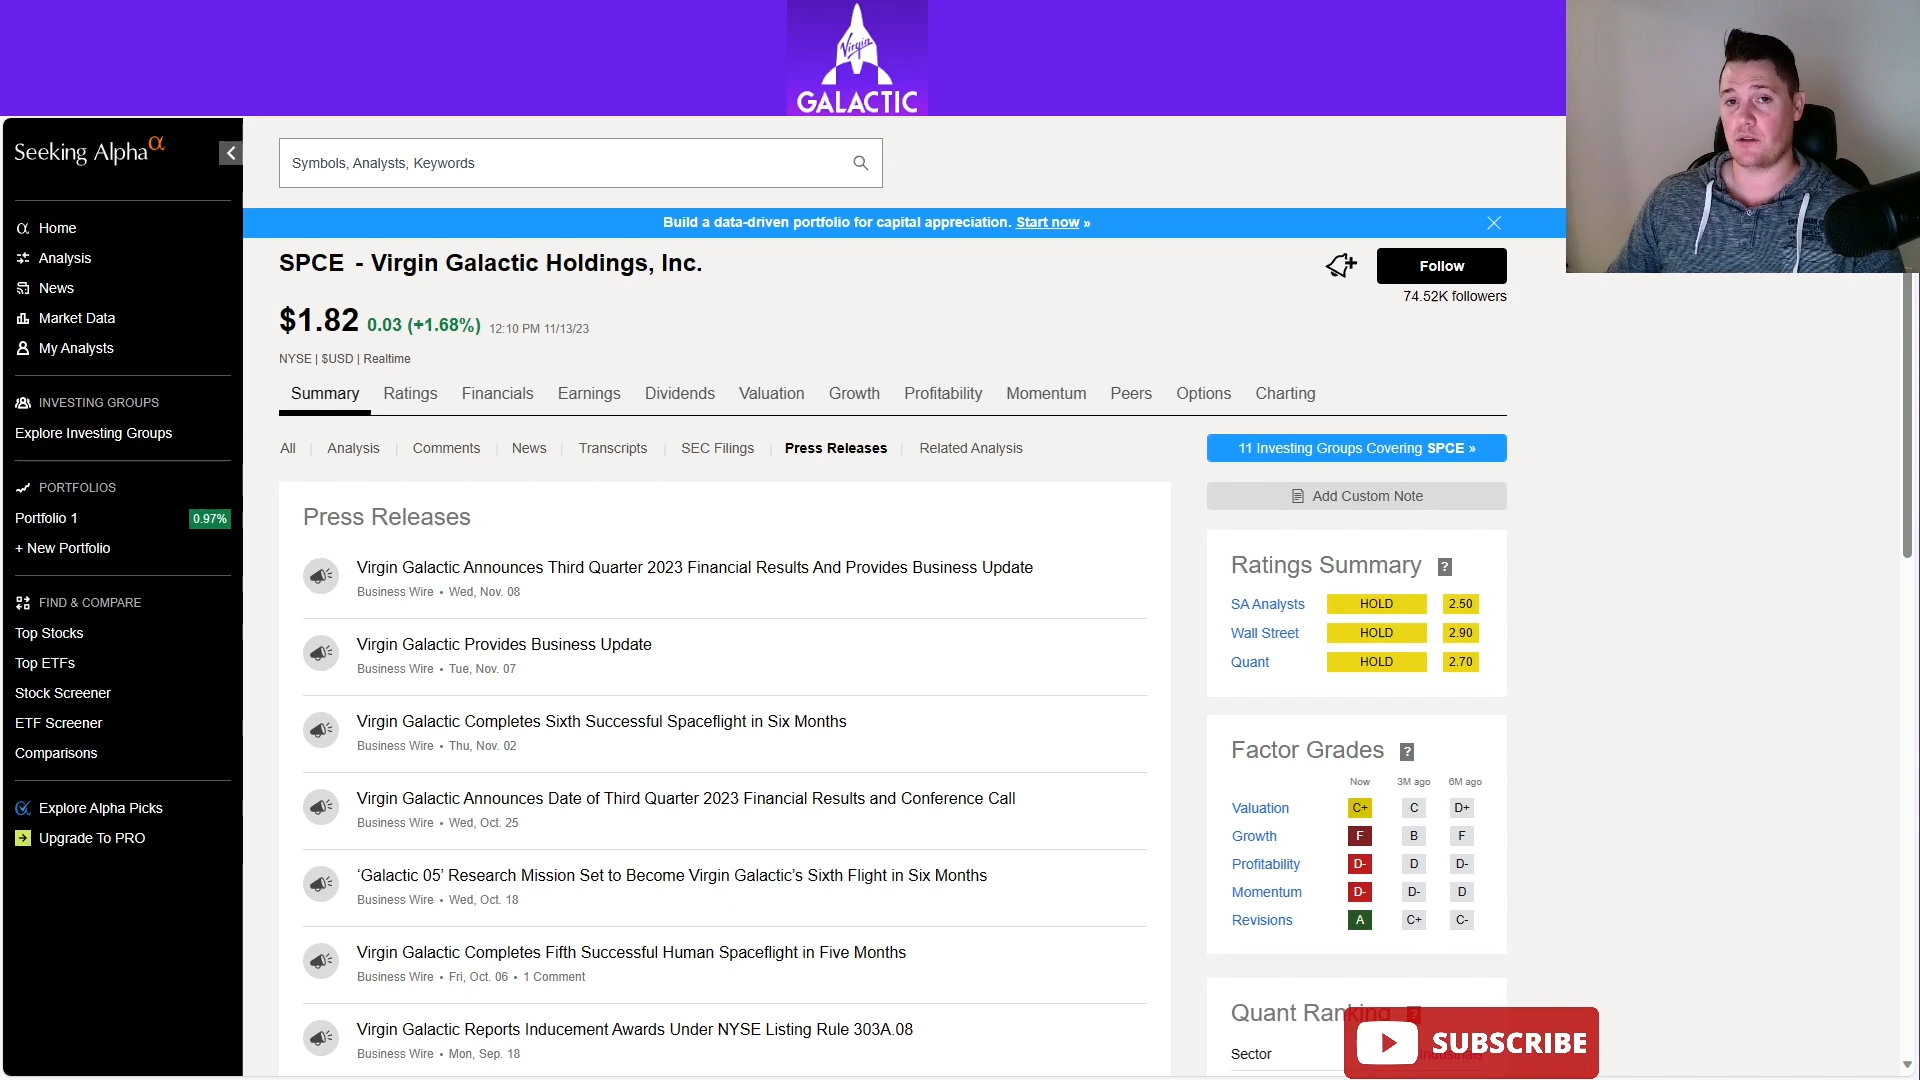 Virgin
GALACTIC
Seeking Alpha α
Symbols, Analysts, Keywords
Build a data-driven portfolio for capital appreciation. Start now »
Home
Analysis
News
Market Data
My Analysts
INVESTING GROUPS
Explore Investing Groups
PORTFOLIOS
Portfolio 1 0.97%
+ New Portfolio
FIND & COMPARE
Top Stocks
Top ETFs
Stock Screener
ETF Screener
Comparisons
Explore Alpha Picks
Upgrade To PRO
SPCE - Virgin Galactic Holdings, Inc.
Follow
74.52K followers
$1.82 0.03 (+1.68%) 12:10 PM 11/13/23
NYSE | $USD | Realtime
Summary Ratings Financials Earnings Dividends Valuation Growth Profitability Momentum Peers Options Charting
All | Analysis | Comments | News | Transcripts | SEC Filings | Press Releases | Related Analysis
Press Releases
Virgin Galactic Announces Third Quarter 2023 Financial Results And Provides Business Update
Business Wire • Wed, Nov. 08
Virgin Galactic Provides Business Update
Business Wire • Tue, Nov. 07
Virgin Galactic Completes Sixth Successful Spaceflight in Six Months
Business Wire • Thu, Nov. 02
Virgin Galactic Announces Date of Third Quarter 2023 Financial Results and Conference Call
Business Wire • Wed, Oct. 25
‘Galactic 05’ Research Mission Set to Become Virgin Galactic’s Sixth Flight in Six Months
Business Wire • Wed, Oct. 18
Virgin Galactic Completes Fifth Successful Human Spaceflight in Five Months
Business Wire • Fri, Oct. 06 • 1 Comment
Virgin Galactic Reports Inducement Awards Under NYSE Listing Rule 303A.08
Business Wire • Mon, Sep. 18
11 Investing Groups Covering SPCE »
Add Custom Note
Ratings Summary ?
SA Analysts HOLD 2.50
Wall Street HOLD 2.90
Quant HOLD 2.70
Factor Grades ?
Now 3M ago 6M ago
Valuation C+ C D+
Growth F B F
Profitability D- D D-
Momentum D- D- D
Revisions A C+ C-
Quant Ranking ?
Sector
SUBSCRIBE